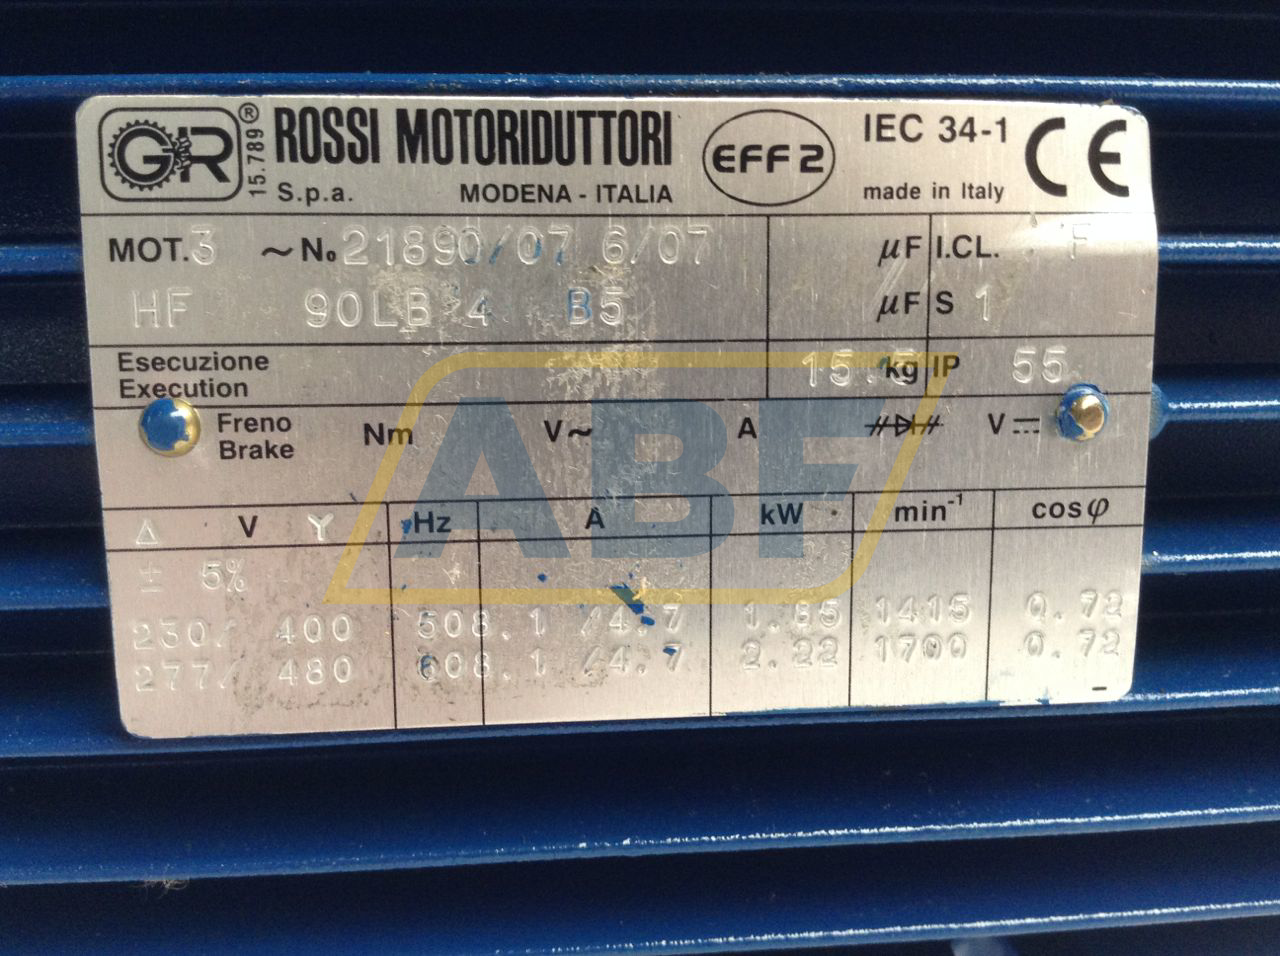 GR ® 15.789 ROSSI MOTORIDUTTORI EFF 2 IEC 34-1 CE
S.p.a. MODENA - ITALIA made in Italy
MOT. 3 ~ No 21890/07 6/07 µF I.CL. F
HF 90LB 4 B5 µF S 1
Esecuzione
Execution 15. kg IP 55
Freno
Brake Nm V~ A V
Δ V Y Hz A kW min-1 cosφ
± 5%
230/ 400 50 8.1 /4.7 1.85 1415 0.72
277/ 480 60 8.1 /4.7 2.22 1700 0.72
ABF